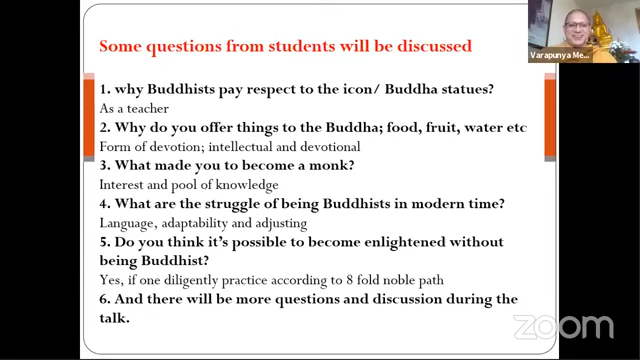 Some questions from students will be discussed
Varapunya Me...
1. why Buddhists pay respect to the icon/ Buddha statues?
As a teacher
2. Why do you offer things to the Buddha; food, fruit, water etc
Form of devotion; intellectual and devotional
3. What made you to become a monk?
Interest and pool of knowledge
4. What are the struggle of being Buddhists in modern time?
Language, adaptability and adjusting
5. Do you think it's possible to become enlightened without
being Buddhist?
Yes, if one diligently practice according to 8 fold noble path
6. And there will be more questions and discussion during the
talk.
zoom